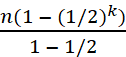 n(1 − (1/2)^k)
1 − 1/2